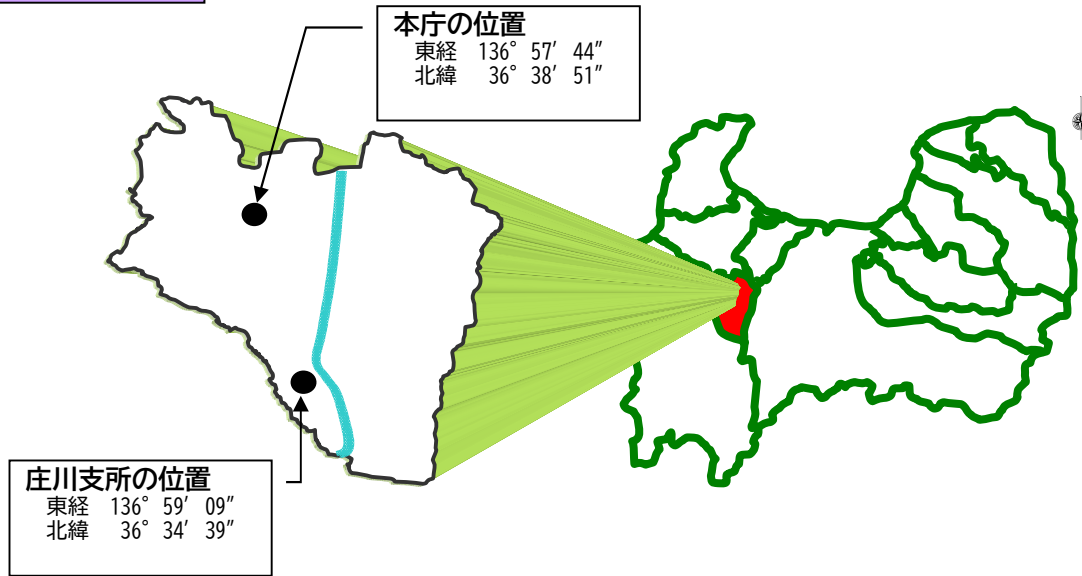 本庁の位置
東経 136° 57′ 44″
北緯 36° 38′ 51″
庄川支所の位置
東経 136° 59′ 09″
北緯 36° 34′ 39″